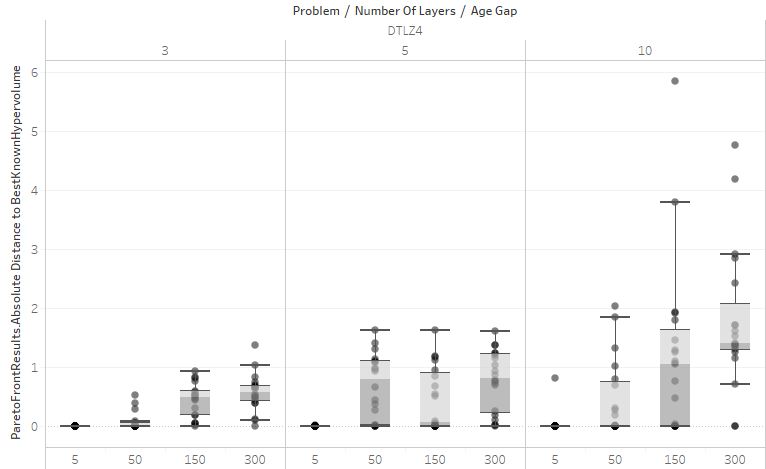 Problem / Number Of Layers / Age Gap
DTLZ4
3 5 10
ParetoFrontResults.Absolute Distance to BestKnownHypervolume
6
5
4
3
2
1
0
5 50 150 300 5 50 150 300 5 50 150 300